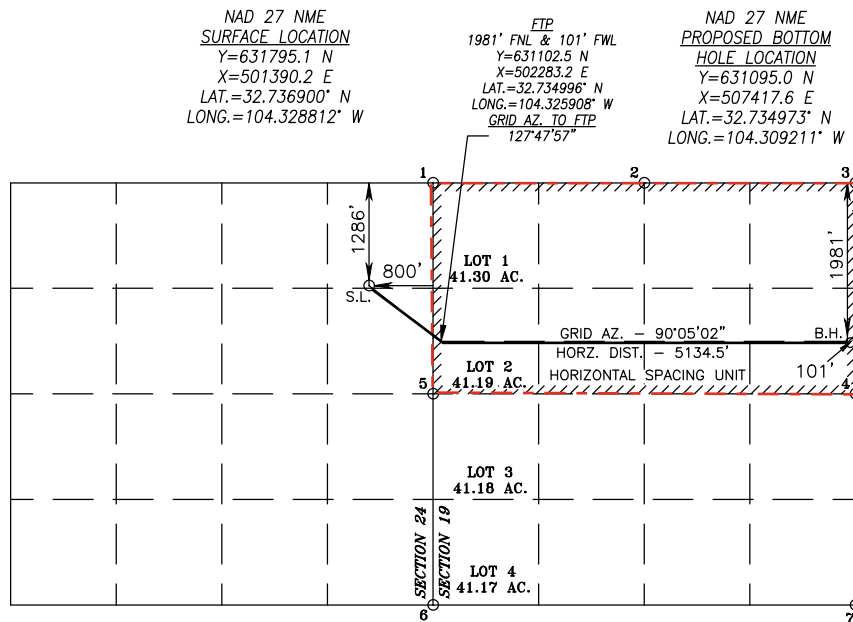 NAD 27 NME
SURFACE LOCATION
Y=631795.1 N
X=501390.2 E
LAT.=32.736900° N
LONG.=104.328812° W
FTP
1981' FNL & 101' FWL
Y=631102.5 N
X=502283.2 E
LAT.=32.734996° N
LONG.=104.325908° W
GRID AZ. TO FTP
127°47'57"
NAD 27 NME
PROPOSED BOTTOM
HOLE LOCATION
Y=631095.0 N
X=507417.6 E
LAT.=32.734973° N
LONG.=104.309211° W
1
2
3
1286'
800'
S.L.
LOT 1
41.30 AC.
1981'
GRID AZ. - 90°05'02"
B.H.
HORZ. DIST. - 5134.5'
HORIZONTAL SPACING UNIT
101'
LOT 2
41.19 AC.
5
4
LOT 3
41.18 AC.
SECTION 24
SECTION 19
LOT 4
41.17 AC.
6
7